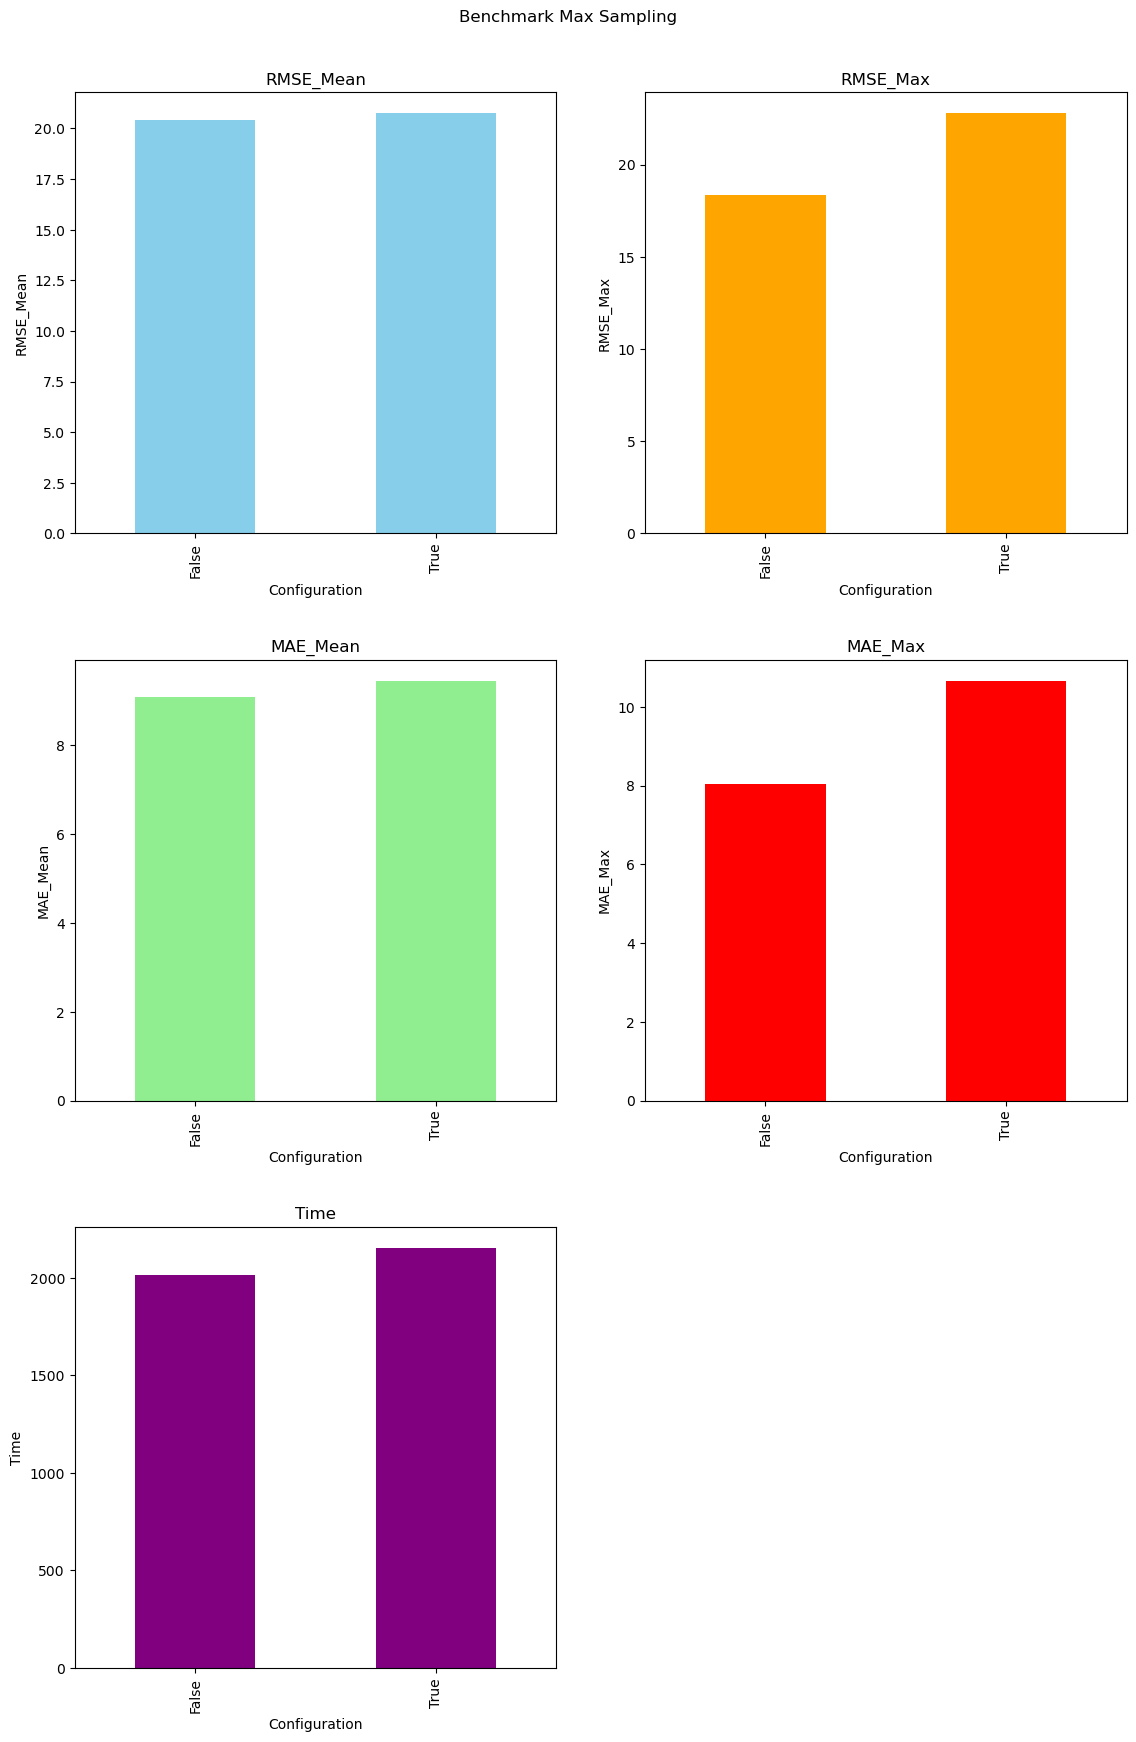 Benchmark Max Sampling
RMSE_Mean
RMSE_Mean
20.0
17.5
15.0
12.5
10.0
7.5
5.0
2.5
0.0
False
True
Configuration
RMSE_Max
RMSE_Max
20
15
10
5
0
False
True
Configuration
MAE_Mean
MAE_Mean
8
6
4
2
0
False
True
Configuration
MAE_Max
MAE_Max
10
8
6
4
2
0
False
True
Configuration
Time
Time
2000
1500
1000
500
0
False
True
Configuration